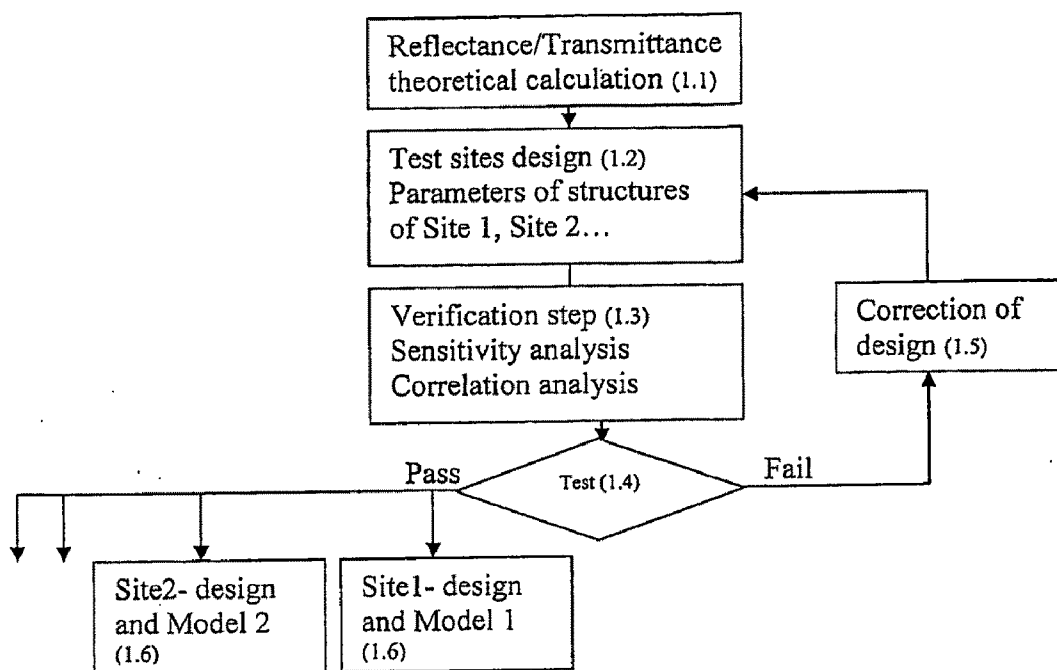 Reflectance/Transmittance
theoretical calculation (1.1)
Test sites design (1.2)
Parameters of structures
of Site 1, Site 2...
Verification step (1.3)
Sensitivity analysis
Correlation analysis
Correction of
design (1.5)
Pass
Test (1.4)
Fail
Site2- design
and Model 2
(1.6)
Site1- design
and Model 1
(1.6)